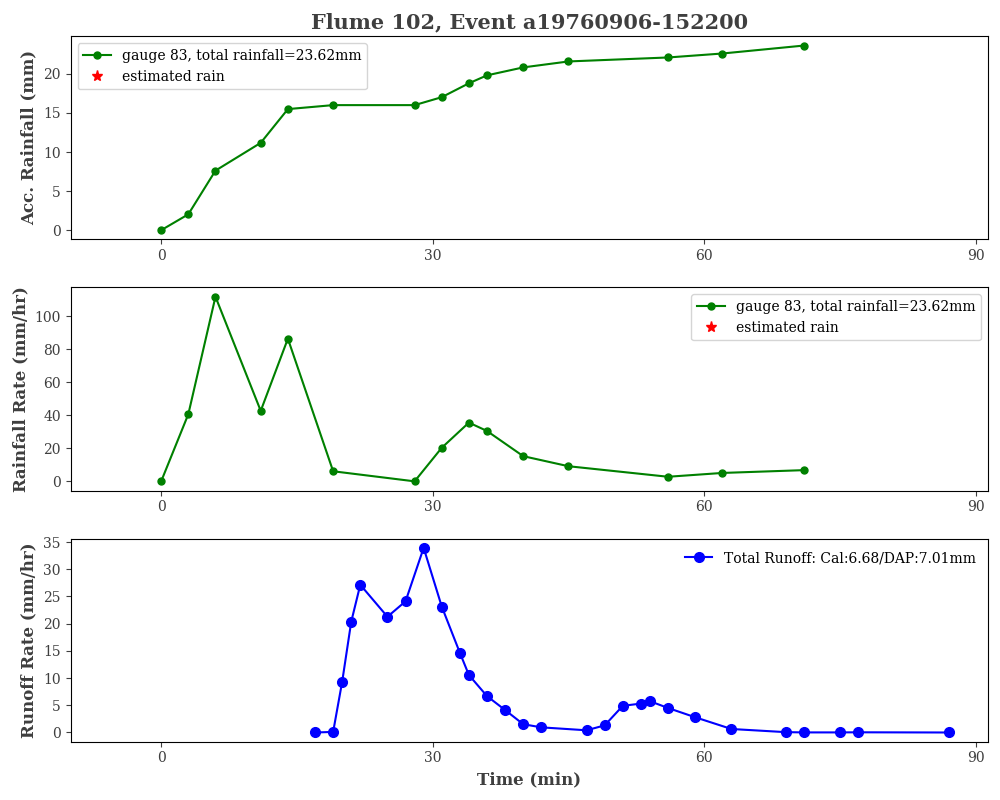 Flume 102, Event a19760906-152200
Acc. Rainfall (mm)
20
15
10
5
0
gauge 83, total rainfall=23.62mm
estimated rain
0 30 60 90
Rainfall Rate (mm/hr)
100
80
60
40
20
0
gauge 83, total rainfall=23.62mm
estimated rain
0 30 60 90
Runoff Rate (mm/hr)
35
30
25
20
15
10
5
0
Total Runoff: Cal:6.68/DAP:7.01mm
0 30 60 90
Time (min)